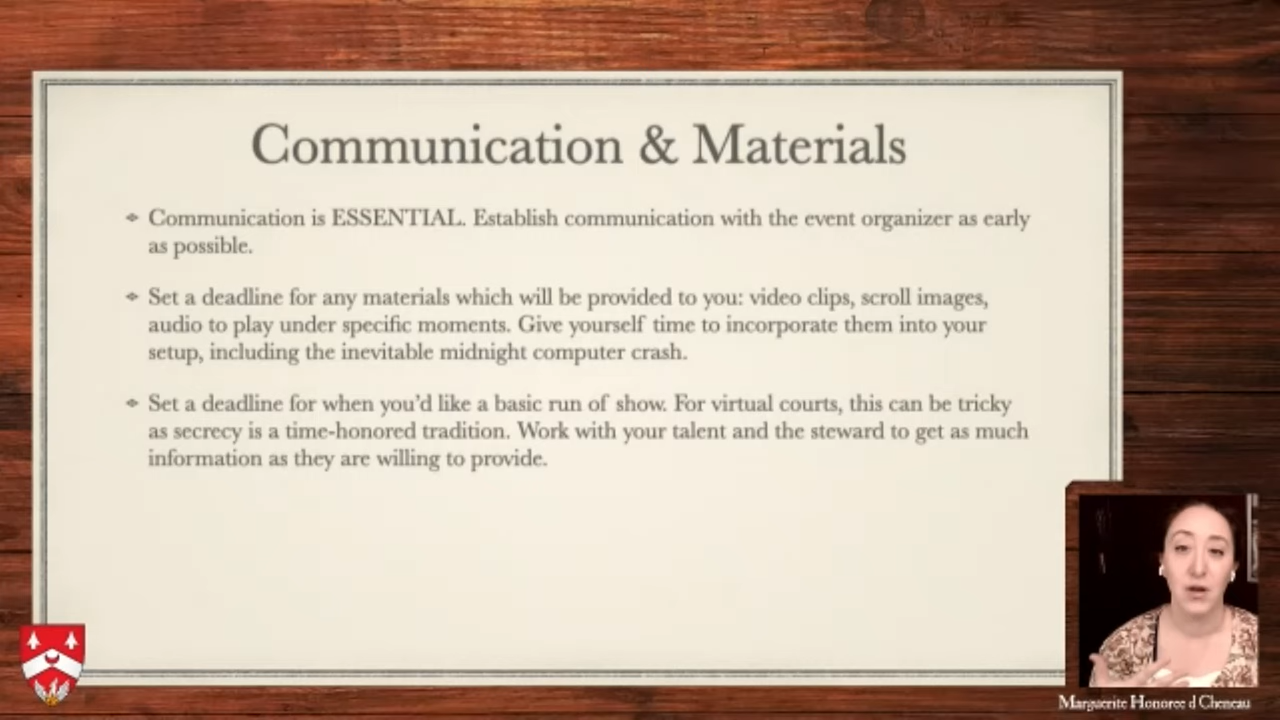 Communication & Materials
Communication is ESSENTIAL. Establish communication with the event organizer as early
as possible.
Set a deadline for any materials which will be provided to you: video clips, scroll images,
audio to play under specific moments. Give yourself time to incorporate them into your
setup, including the inevitable midnight computer crash.
Set a deadline for when you’d like a basic run of show. For virtual courts, this can be tricky
as secrecy is a time-honored tradition. Work with your talent and the steward to get as much
information as they are willing to provide.
Marguerite Honoree d Cheneau